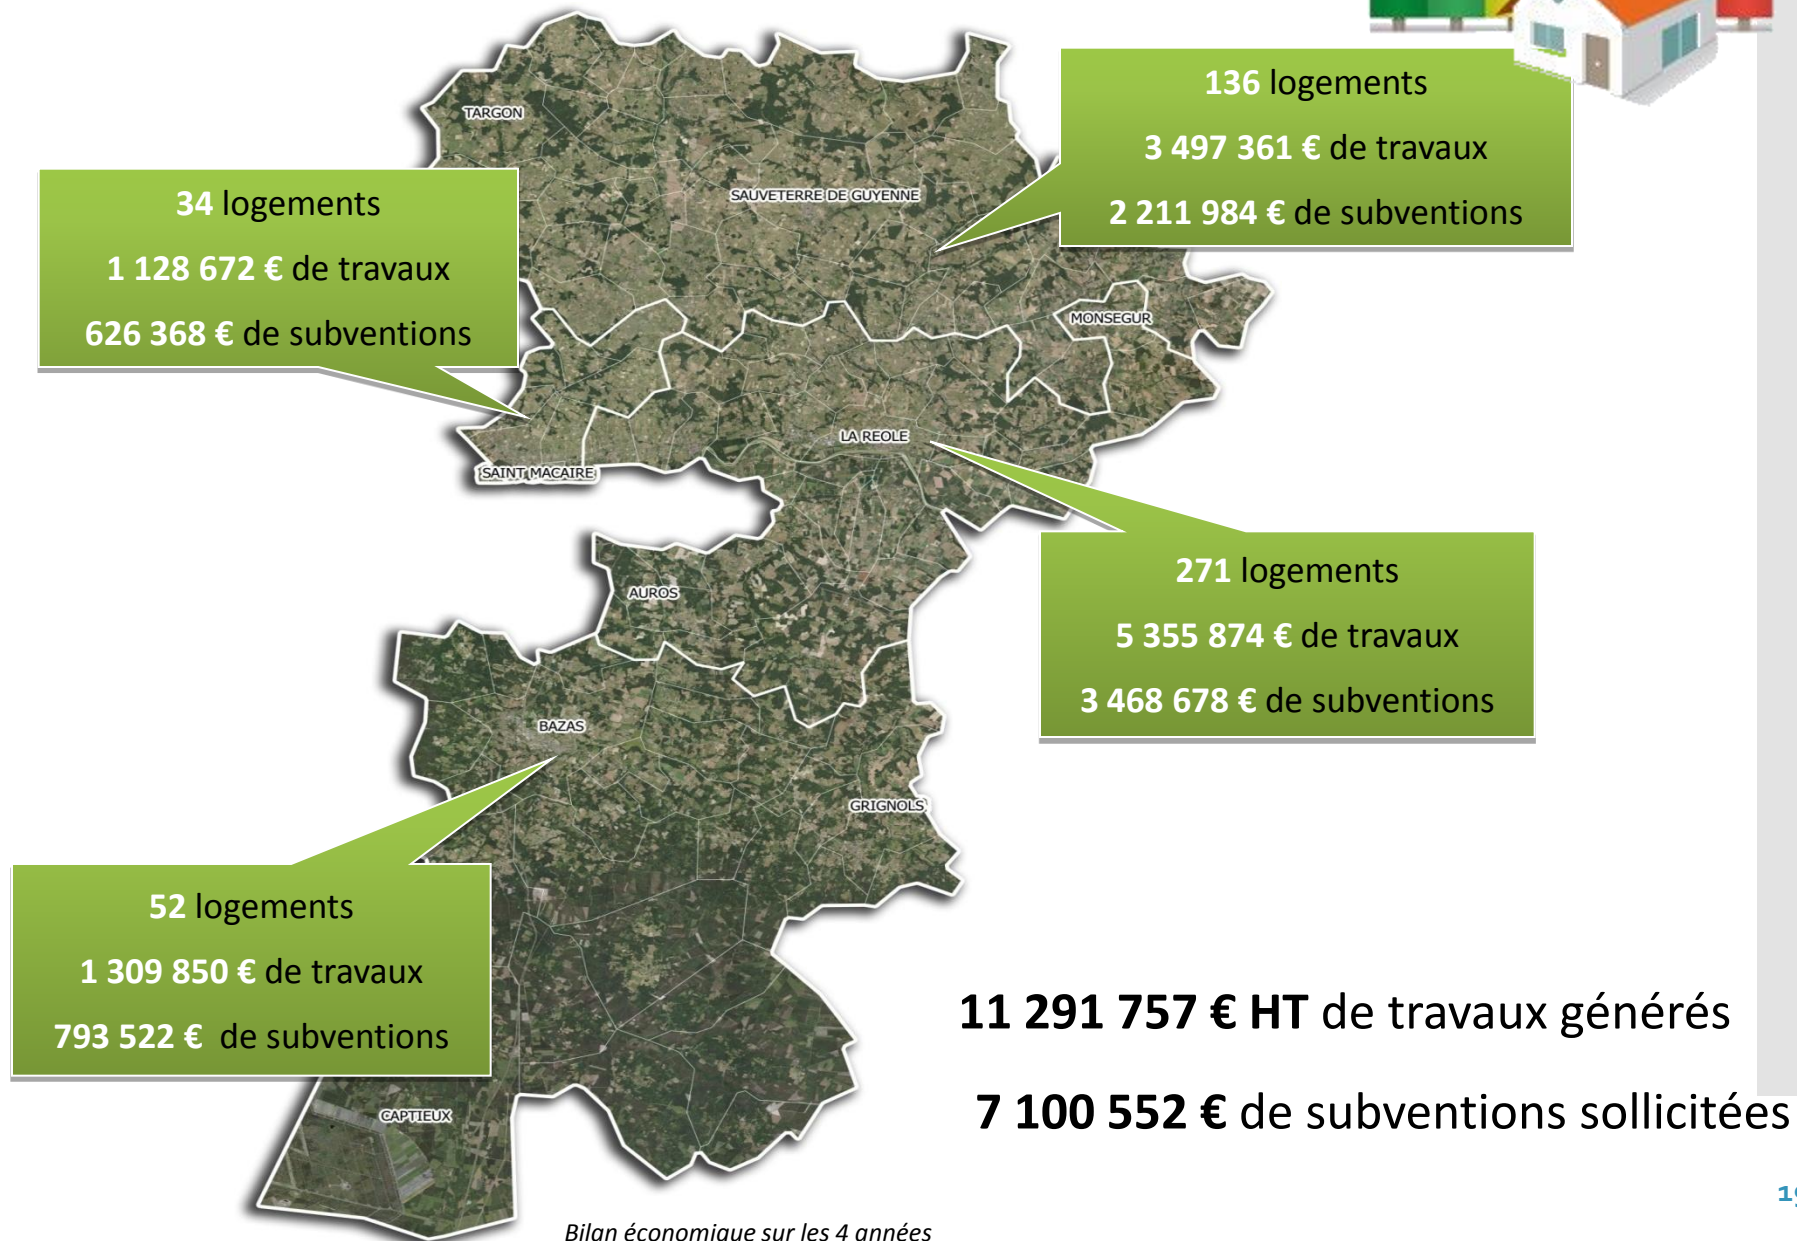 136 logements
3 497 361 € de travaux
2 211 984 € de subventions
TARGON
34 logements
1 128 672 € de travaux
626 368 € de subventions
SAUVETERRE DE GUYENNE
MONSEGUR
LA REOLE
SAINT MACAIRE
271 logements
5 355 874 € de travaux
3 468 678 € de subventions
AUROS
BAZAS
GRIGNOLS
52 logements
1 309 850 € de travaux
793 522 € de subventions
11 291 757 € HT de travaux générés
7 100 552 € de subventions sollicitées
CAPTIEUX
Bilan économique sur les 4 années